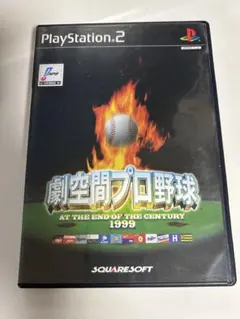 PlayStation 2
劇空間プロ野球
AT THE END OF THE CENTURY
1999
SQUARESOFT